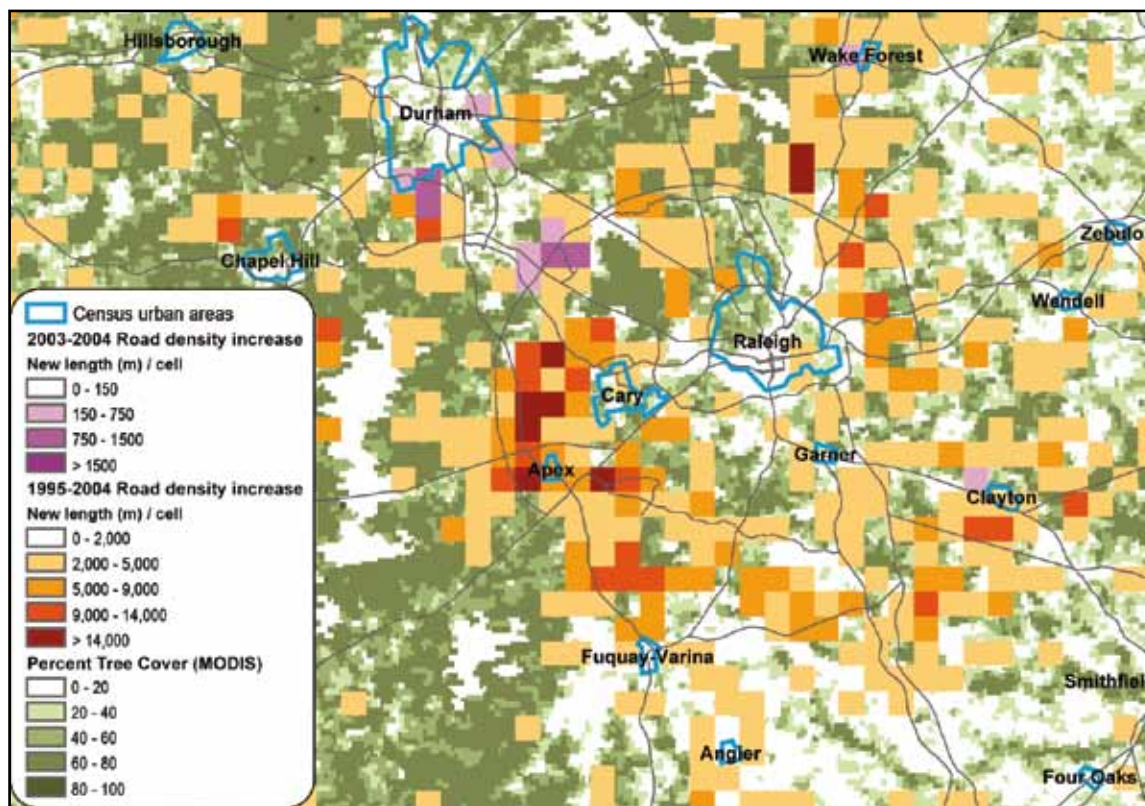 Hillsborough
Wake Forest
Durham
Zebulo
Chapel Hill
Wendell
Raleigh
Cary
Garner
Apex
Clayton
Fuquay-Varina
Smithfiel
Angier
Four Oaks
Census urban areas
2003-2004 Road density increase
New length (m) / cell
0 - 150
150 - 750
750 - 1500
> 1500
1995-2004 Road density increase
New length (m) / cell
0 - 2,000
2,000 - 5,000
5,000 - 9,000
9,000 - 14,000
> 14,000
Percent Tree Cover (MODIS)
0 - 20
20 - 40
40 - 60
60 - 80
80 - 100